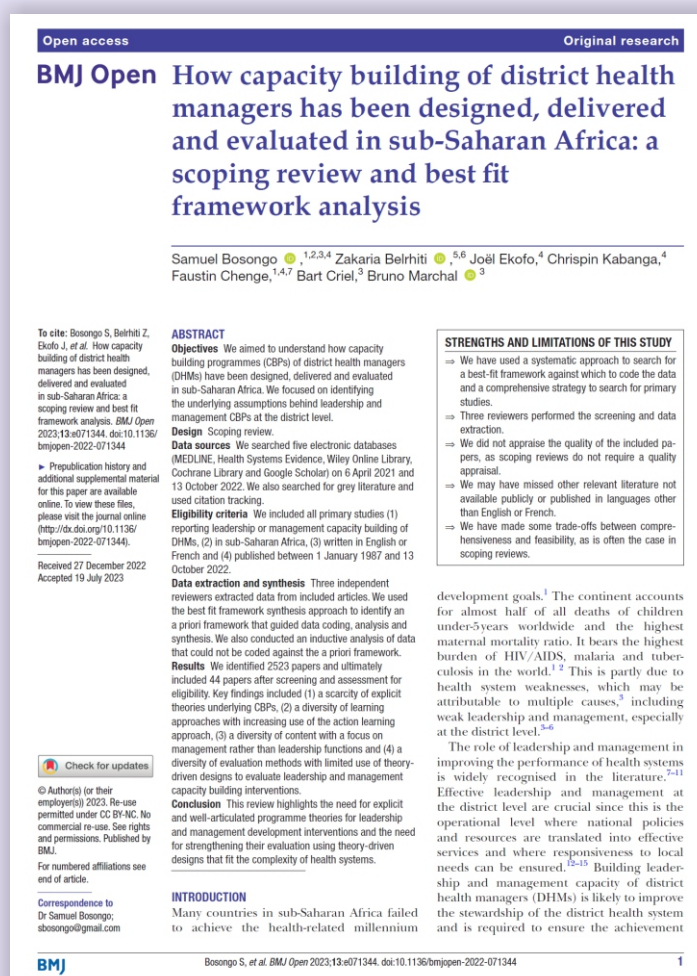 Open access
Original research
BMJ Open
How capacity building of district health
managers has been designed, delivered
and evaluated in sub-Saharan Africa: a
scoping review and best fit
framework analysis
Samuel Bosongo ,1,2,3,4 Zakaria Belrhiti ,5,6 Joël Ekofo,4 Chrispin Kabanga,4
Faustin Chenge,1,4,7 Bart Criel,3 Bruno Marchal 3
To cite: Bosongo S, Belrhiti Z,
Ekofo J, et al. How capacity
building of district health
managers has been designed,
delivered and evaluated
in sub-Saharan Africa: a
scoping review and best fit
framework analysis. BMJ Open
2023;13:e071344. doi:10.1136/
bmjopen-2022-071344
► Prepublication history and
additional supplemental material
for this paper are available
online. To view these files,
please visit the journal online
(http://dx.doi.org/10.1136/
bmjopen-2022-071344).
Received 27 December 2022
Accepted 19 July 2023
Check for updates
© Author(s) (or their
employer(s)) 2023. Re-use
permitted under CC BY-NC. No
commercial re-use. See rights
and permissions. Published by
BMJ.
For numbered affiliations see
end of article.
Correspondence to
Dr Samuel Bosongo;
sbosongo@gmail.com
ABSTRACT
Objectives We aimed to understand how capacity
building programmes (CBPs) of district health managers
(DHMs) have been designed, delivered and evaluated
in sub-Saharan Africa. We focused on identifying
the underlying assumptions behind leadership and
management CBPs at the district level.
Design Scoping review.
Data sources We searched five electronic databases
(MEDLINE, Health Systems Evidence, Wiley Online Library,
Cochrane Library and Google Scholar) on 6 April 2021 and
13 October 2022. We also searched for grey literature and
used citation tracking.
Eligibility criteria We included all primary studies (1)
reporting leadership or management capacity building of
DHMs, (2) in sub-Saharan Africa, (3) written in English or
French and (4) published between 1 January 1987 and 13
October 2022.
Data extraction and synthesis Three independent
reviewers extracted data from included articles. We used
the best fit framework synthesis approach to identify an
a priori framework that guided data coding, analysis and
synthesis. We also conducted an inductive analysis of data
that could not be coded against the a priori framework.
Results We identified 2523 papers and ultimately
included 44 papers after screening and assessment for
eligibility. Key findings included (1) a scarcity of explicit
theories underlying CBPs, (2) a diversity of learning
approaches with increasing use of the action learning
approach, (3) a diversity of content with a focus on
management rather than leadership functions and (4) a
diversity of evaluation methods with limited use of theory-
driven designs to evaluate leadership and management
capacity building interventions.
Conclusion This review highlights the need for explicit
and well-articulated programme theories for leadership
and management development interventions and the need
for strengthening their evaluation using theory-driven
designs that fit the complexity of health systems.
INTRODUCTION
Many countries in sub-Saharan Africa failed
to achieve the health-related millennium
STRENGTHS AND LIMITATIONS OF THIS STUDY
⇒ We have used a systematic approach to search for
a best-fit framework against which to code the data
and a comprehensive strategy to search for primary
studies.
⇒ Three reviewers performed the screening and data
extraction.
⇒ We did not appraise the quality of the included pa-
pers, as scoping reviews do not require a quality
appraisal.
⇒ We may have missed other relevant literature not
available publicly or published in languages other
than English or French.
⇒ We have made some trade-offs between compre-
hensiveness and feasibility, as is often the case in
scoping reviews.
development goals.1 The continent accounts
for almost half of all deaths of children
under-5 years worldwide and the highest
maternal mortality ratio. It bears the highest
burden of HIV/AIDS, malaria and tuber-
culosis in the world.1 2 This is partly due to
health system weaknesses, which may be
attributable to multiple causes,3 including
weak leadership and management, especially
at the district level.3–6
The role of leadership and management in
improving the performance of health systems
is widely recognised in the literature.7–11
Effective leadership and management at
the district level are crucial since this is the
operational level where national policies
and resources are translated into effective
services and where responsiveness to local
needs can be ensured.12–15 Building leader-
ship and management capacity of district
health managers (DHMs) is likely to improve
the stewardship of the district health system
and is required to ensure the achievement
BMJ
Bosongo S, et al. BMJ Open 2023;13:e071344. doi:10.1136/bmjopen-2022-071344
1